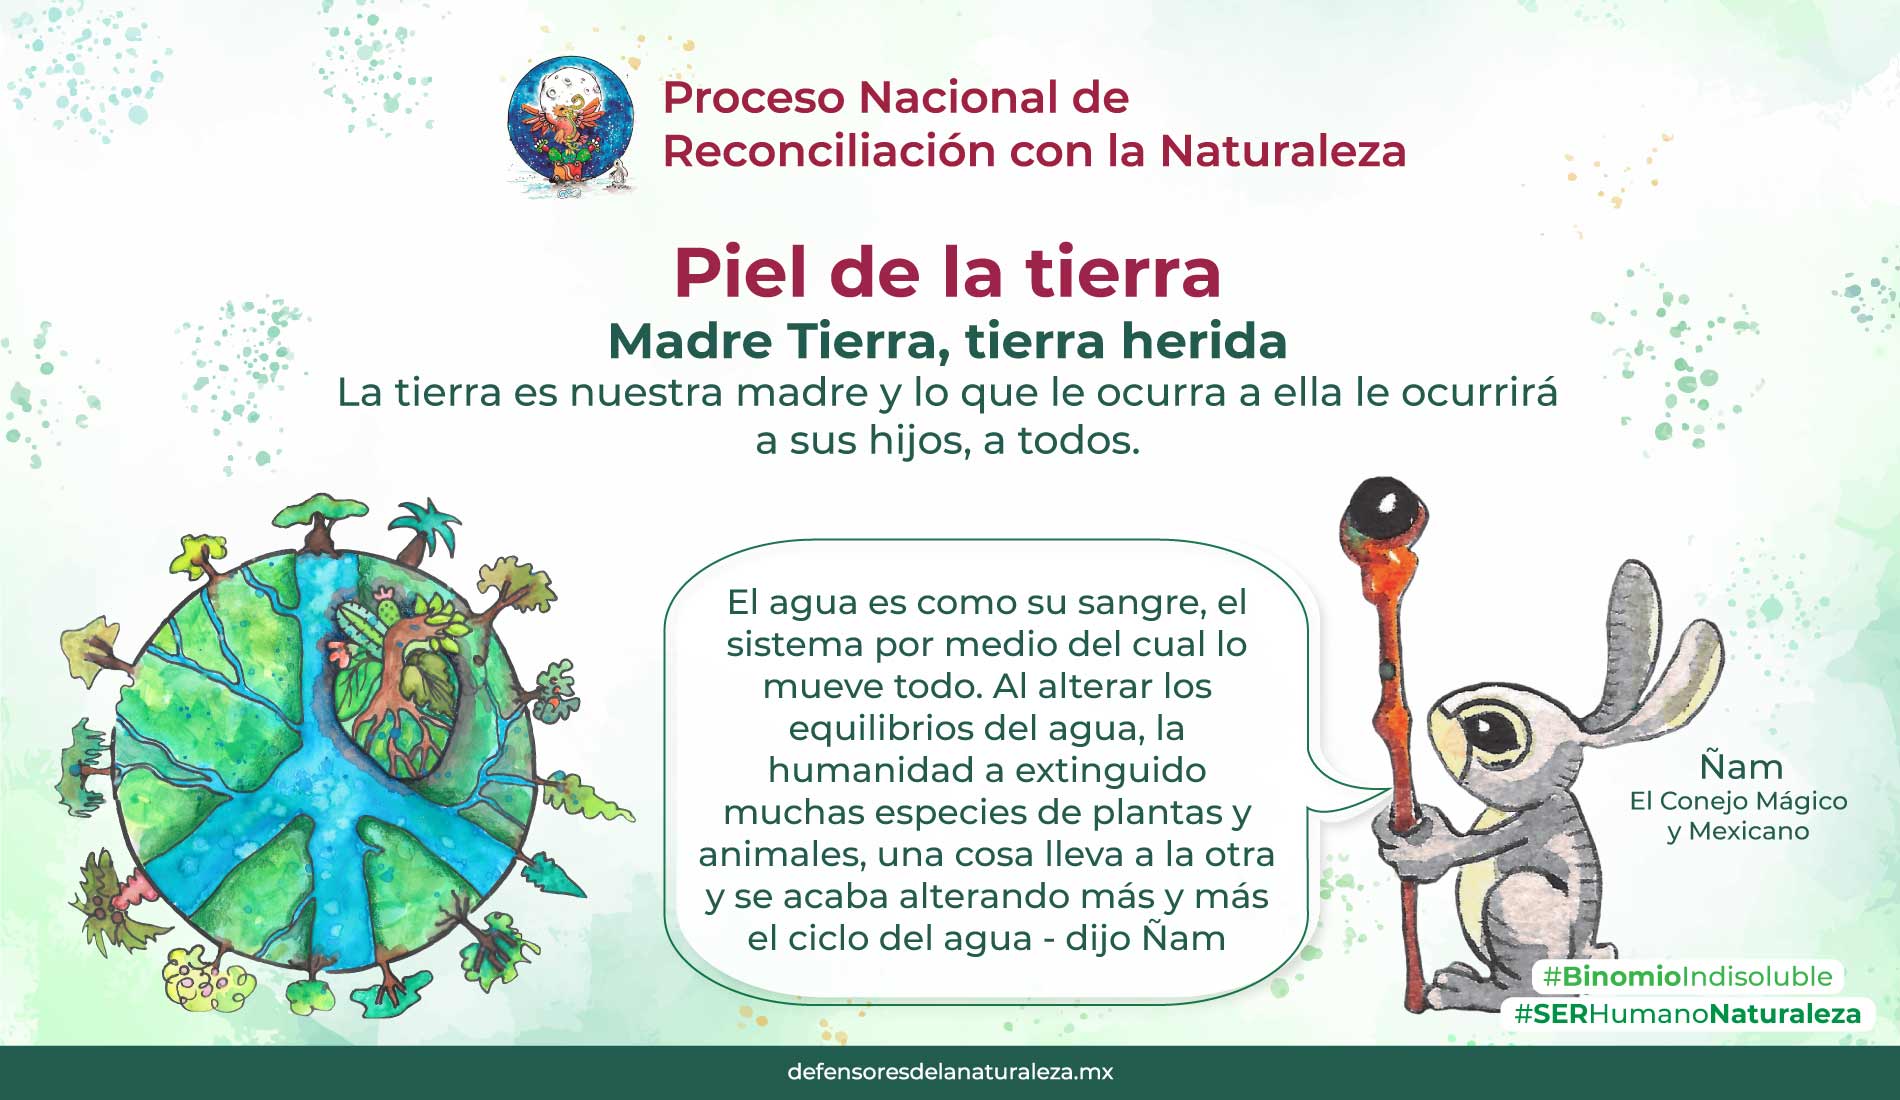 Proceso Nacional de
Reconciliación con la Naturaleza
Piel de la tierra
Madre Tierra, tierra herida
La tierra es nuestra madre y lo que le ocurra a ella le ocurrirá
a sus hijos, a todos.
El agua es como su sangre, el
sistema por medio del cual lo
mueve todo. Al alterar los
equilibrios del agua, la
humanidad a extinguido
muchas especies de plantas y
animales, una cosa lleva a la otra
y se acaba alterando más y más
el ciclo del agua - dijo Ñam
Ñam
El Conejo Mágico
y Mexicano
#BinomioIndisoluble
#SERHumanoNaturaleza
defensoresdelanaturaleza.mx